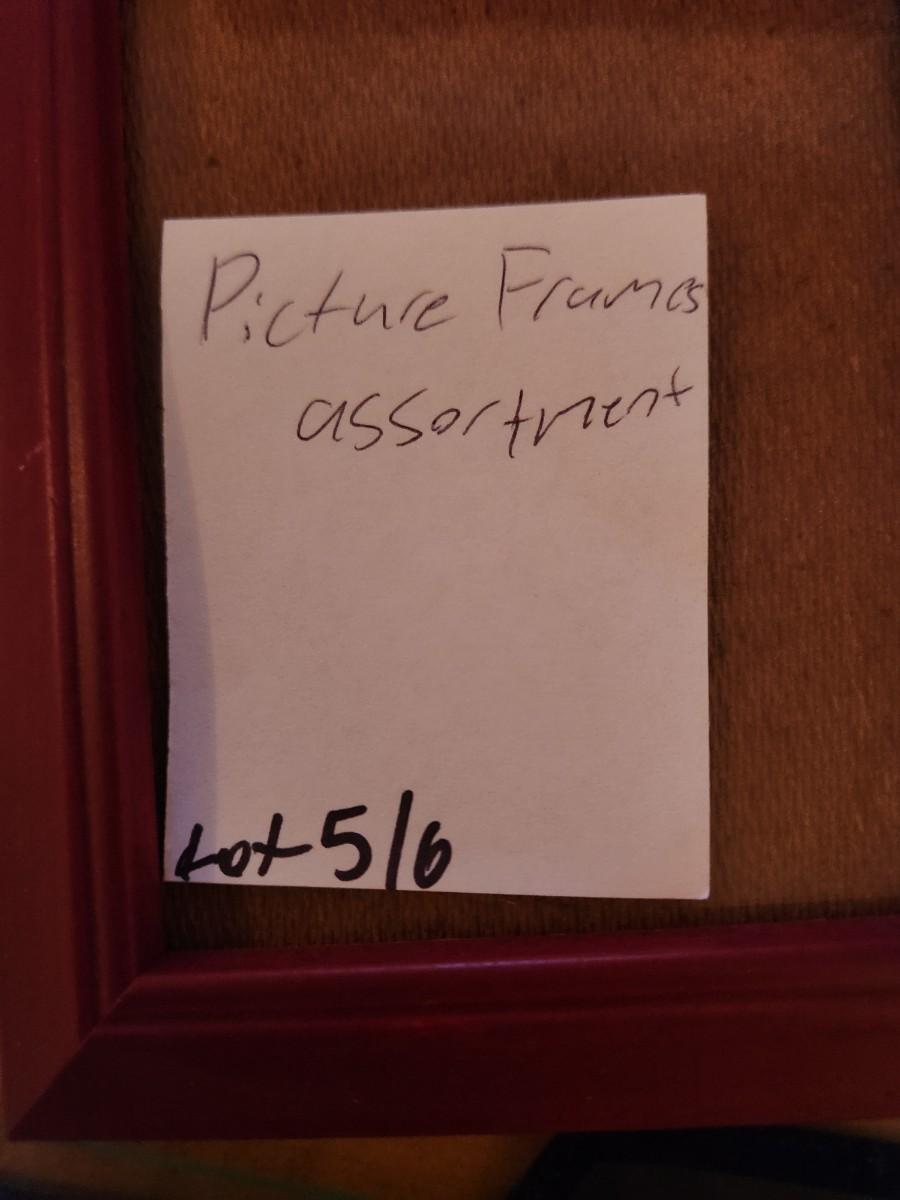 Picture Frames
assortment
Lot 5/6